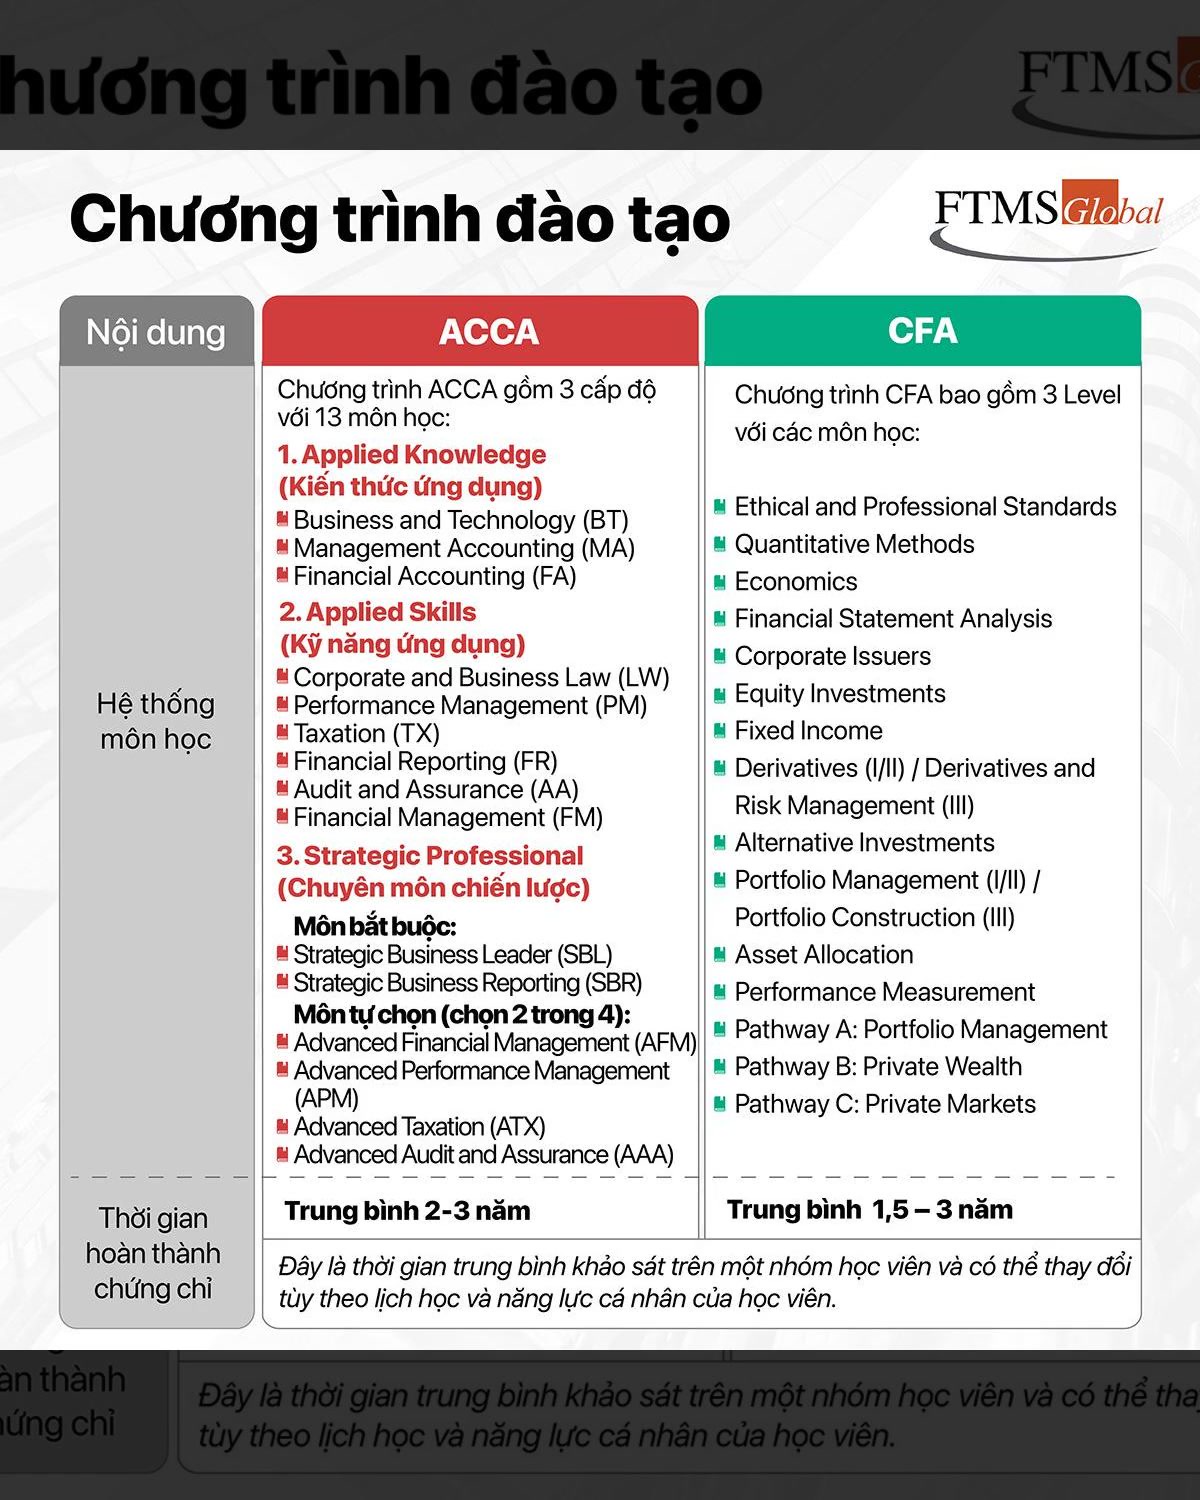 hương trình đào tạo
FTMS
Chương trình đào tạo
FTMS Global
Nội dung
ACCA
CFA
Hệ thống
môn học
Chương trình ACCA gồm 3 cấp độ
với 13 môn học:
1. Applied Knowledge
(Kiến thức ứng dụng)
Business and Technology (BT)
Management Accounting (MA)
Financial Accounting (FA)
2. Applied Skills
(Kỹ năng ứng dụng)
Corporate and Business Law (LW)
Performance Management (PM)
Taxation (TX)
Financial Reporting (FR)
Audit and Assurance (AA)
Financial Management (FM)
3. Strategic Professional
(Chuyên môn chiến lược)
Môn bắt buộc:
Strategic Business Leader (SBL)
Strategic Business Reporting (SBR)
Môn tự chọn (chọn 2 trong 4):
Advanced Financial Management (AFM)
Advanced Performance Management
(APM)
Advanced Taxation (ATX)
Advanced Audit and Assurance (AAA)
Chương trình CFA bao gồm 3 Level
với các môn học:
Ethical and Professional Standards
Quantitative Methods
Economics
Financial Statement Analysis
Corporate Issuers
Equity Investments
Fixed Income
Derivatives (I/II) / Derivatives and
Risk Management (III)
Alternative Investments
Portfolio Management (I/II) /
Portfolio Construction (III)
Asset Allocation
Performance Measurement
Pathway A: Portfolio Management
Pathway B: Private Wealth
Pathway C: Private Markets
Thời gian
hoàn thành
chứng chỉ
Trung bình 2-3 năm
Trung bình 1,5 – 3 năm
Đây là thời gian trung bình khảo sát trên một nhóm học viên và có thể thay đổi
tùy theo lịch học và năng lực cá nhân của học viên.
àn thành
ứng chỉ
Đây là thời gian trung bình khảo sát trên một nhóm học viên và có thể tha
tùy theo lịch học và năng lực cá nhân của học viên.